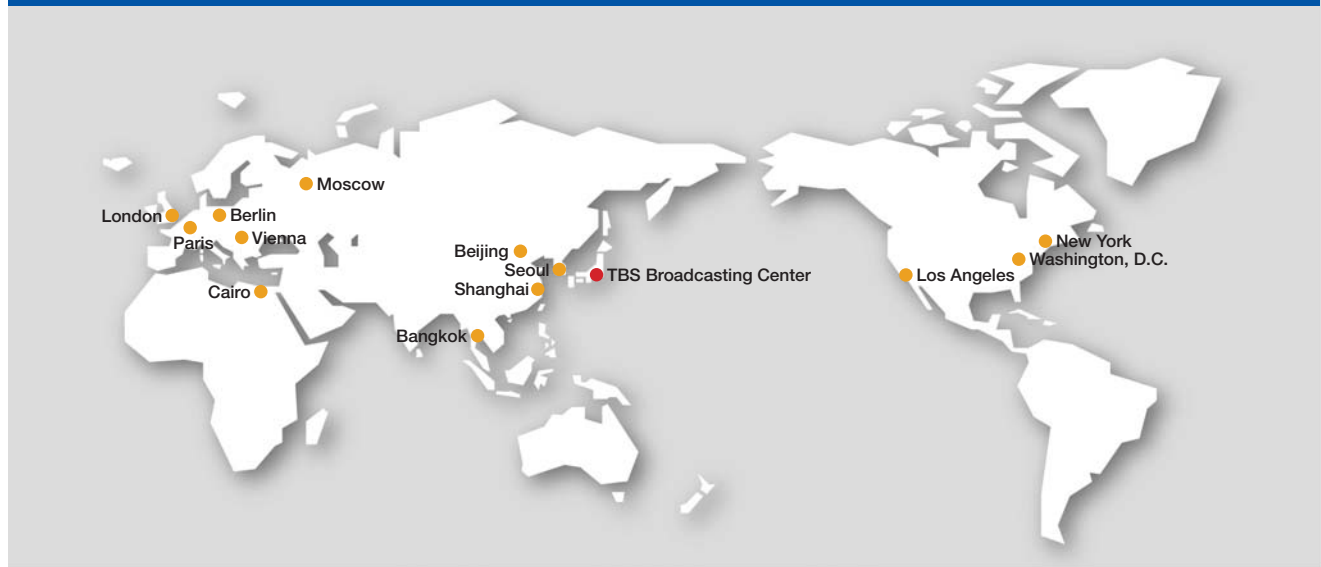 Moscow
London
Berlin
Paris
Vienna
Cairo
Beijing
Seoul
TBS Broadcasting Center
Shanghai
Bangkok
New York
Washington, D.C.
Los Angeles